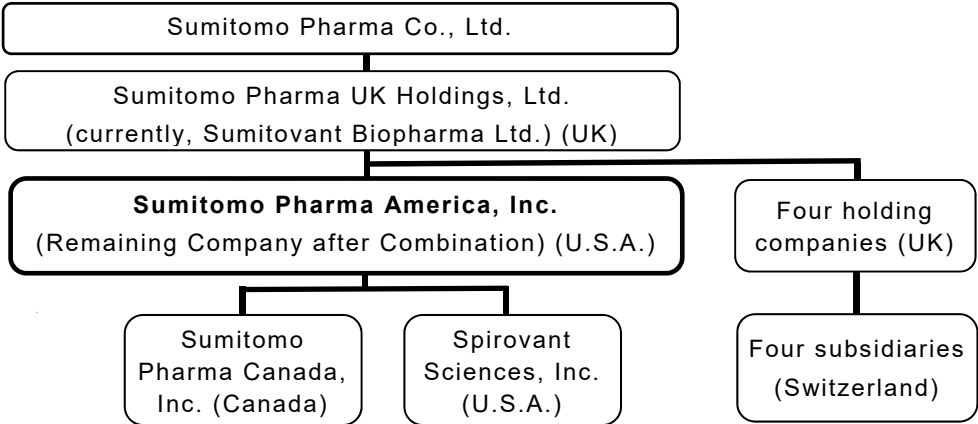 Sumitomo Pharma Co., Ltd.
Sumitomo Pharma UK Holdings, Ltd.
(currently, Sumitovant Biopharma Ltd.) (UK)
Sumitomo Pharma America, Inc.
(Remaining Company after Combination) (U.S.A.)
Four holding
companies (UK)
Sumitomo
Pharma Canada,
Inc. (Canada)
Spirovant
Sciences, Inc.
(U.S.A.)
Four subsidiaries
(Switzerland)